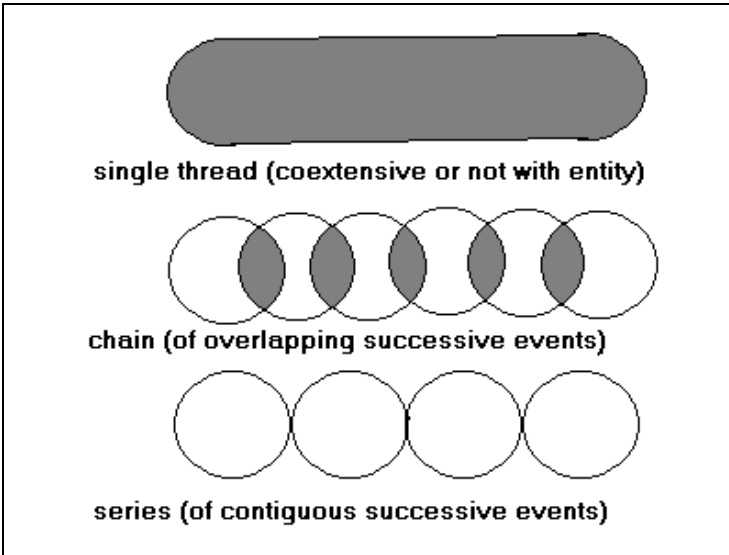 single thread (coextensive or not with entity)
chain (of overlapping successive events)
series (of contiguous successive events)